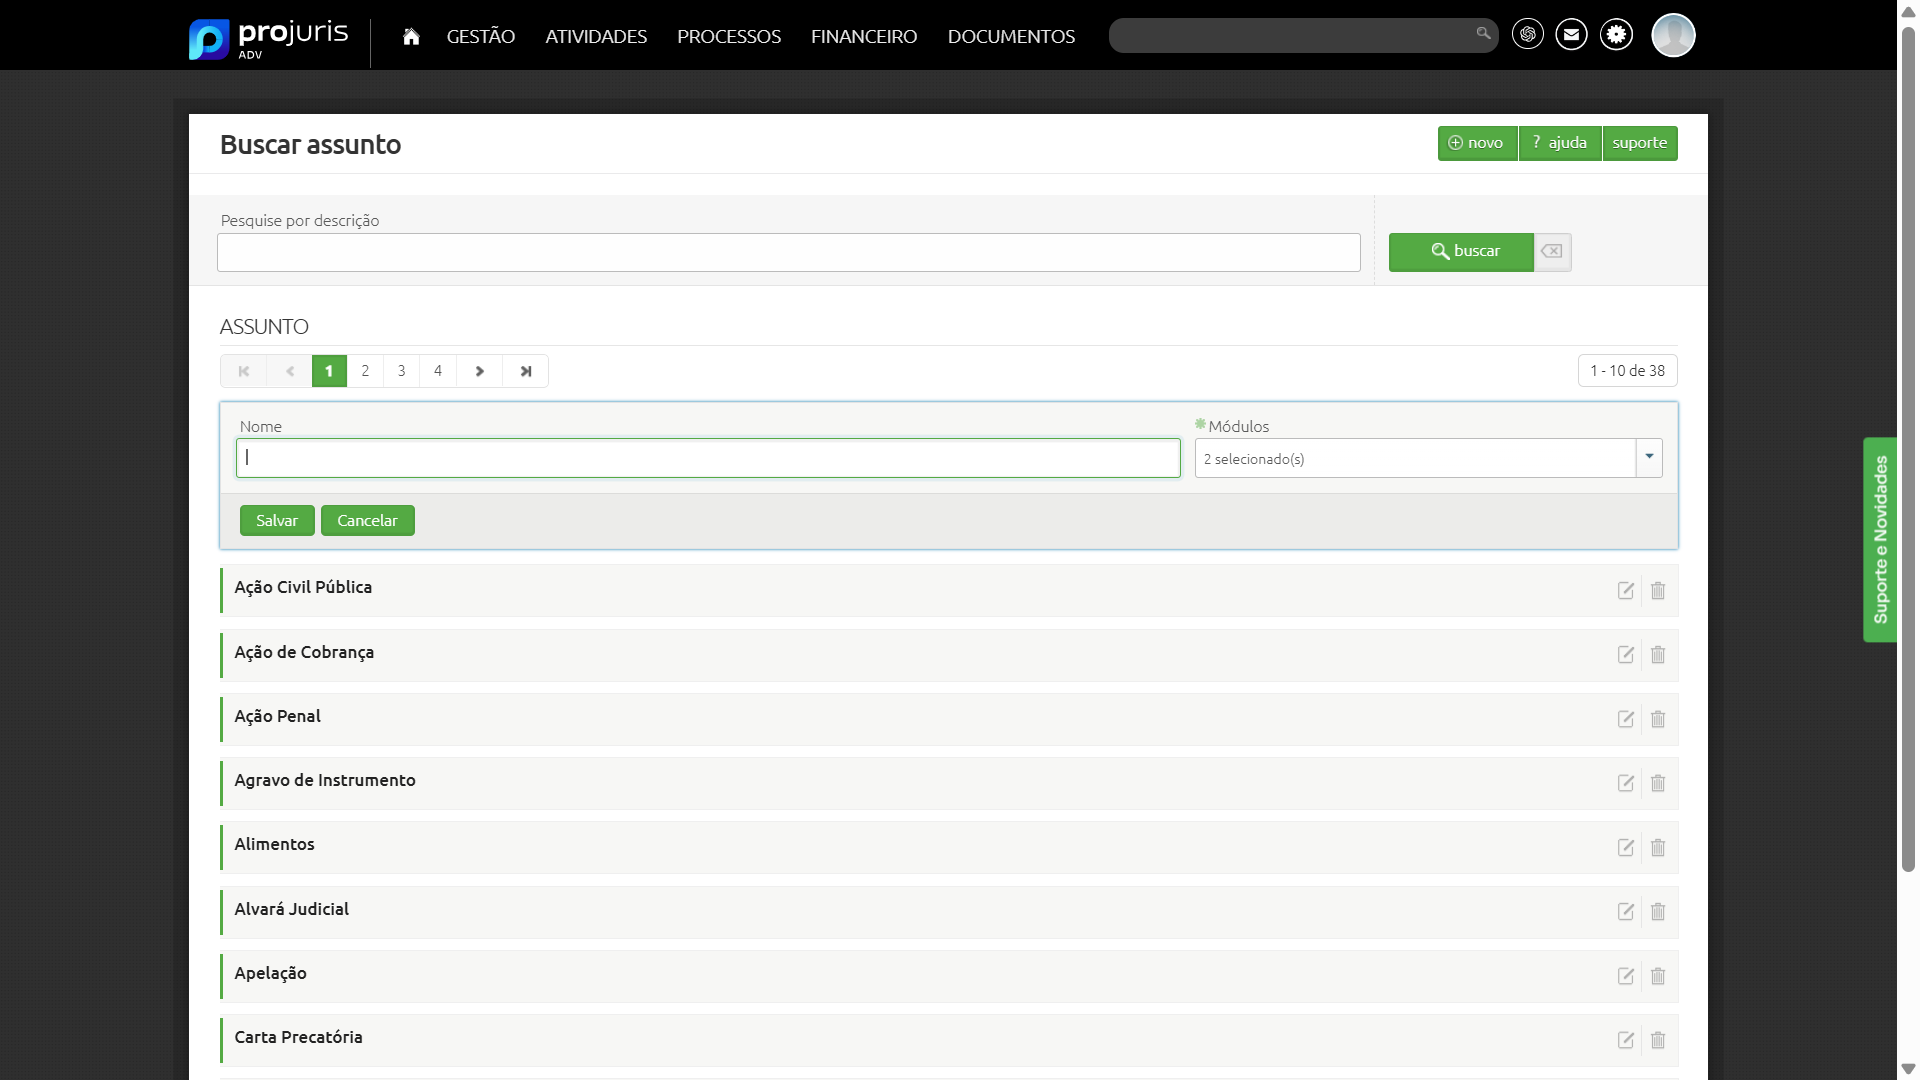 projuris
ADV
GESTÃO
ATIVIDADES
PROCESSOS
FINANCEIRO
DOCUMENTOS
Buscar assunto
novo
? ajuda
suporte
Pesquise por descrição
buscar
ASSUNTO
1
2
3
4
1 - 10 de 38
Nome
Módulos
2 selecionado(s)
Salvar
Cancelar
Suporte e Novidades
Ação Civil Pública
Ação de Cobrança
Ação Penal
Agravo de Instrumento
Alimentos
Alvará Judicial
Apelação
Carta Precatória